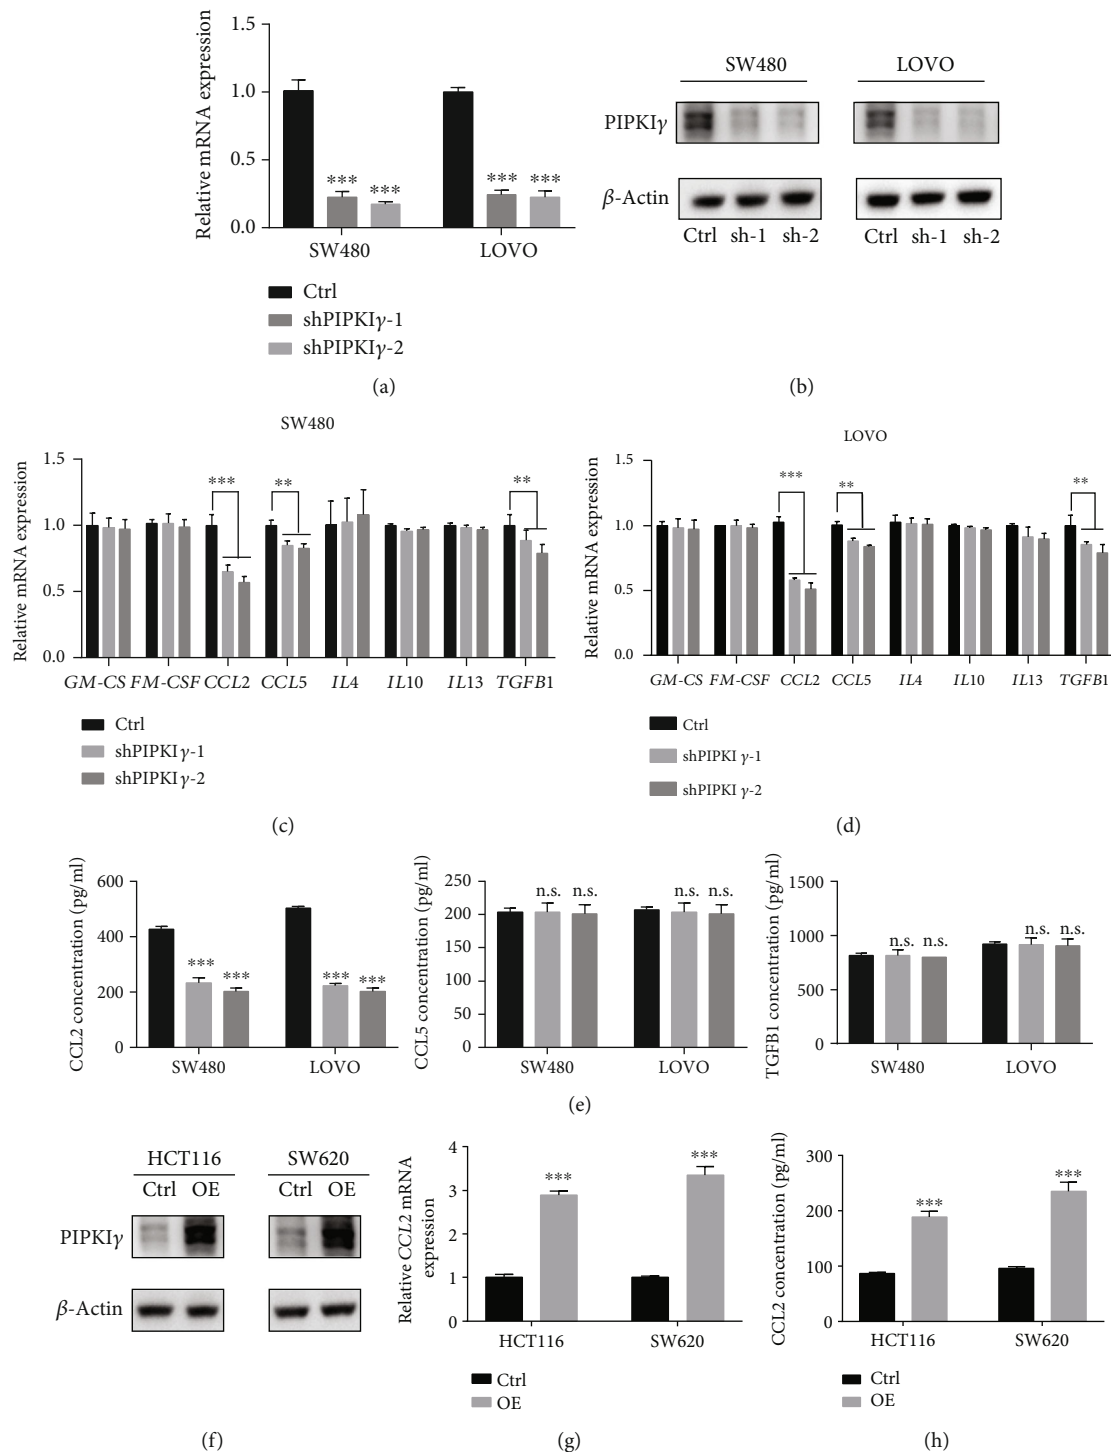 Relative mRNA expression
1.5
1.0
0.5
0.0
*** ***
*** ***
SW480 LOVO
Ctrl
shPIPKIγ-1
shPIPKIγ-2
(a)
SW480 LOVO
PIPKIγ
β-Actin
Ctrl sh-1 sh-2 Ctrl sh-1 sh-2
(b)
SW480
Relative mRNA expression
1.5
1.0
0.5
0.0
*** ** **
GM-CS FM-CSF CCL2 CCL5 IL4 IL10 IL13 TGFB1
Ctrl
shPIPKIγ-1
shPIPKIγ-2
(c)
LOVO
Relative mRNA expression
1.5
1.0
0.5
0.0
*** ** **
GM-CS FM-CSF CCL2 CCL5 IL4 IL10 IL13 TGFB1
Ctrl
shPIPKI γ-1
shPIPKI γ-2
(d)
CCL2 concentration (pg/ml)
600
400
200
0
*** *** *** ***
SW480 LOVO
CCL5 concentration (pg/ml)
250
200
150
100
50
0
n.s. n.s. n.s. n.s.
SW480 LOVO
TGFB1 concentration (pg/ml)
1500
1000
500
0
n.s. n.s. n.s. n.s.
SW480 LOVO
(e)
HCT116 SW620
Ctrl OE Ctrl OE
PIPKIγ
β-Actin
(f)
Relative CCL2 mRNA
expression
4
3
2
1
0
*** ***
HCT116 SW620
Ctrl
OE
(g)
CCL2 concentration (pg/ml)
300
200
100
0
*** ***
HCT116 SW620
Ctrl
OE
(h)